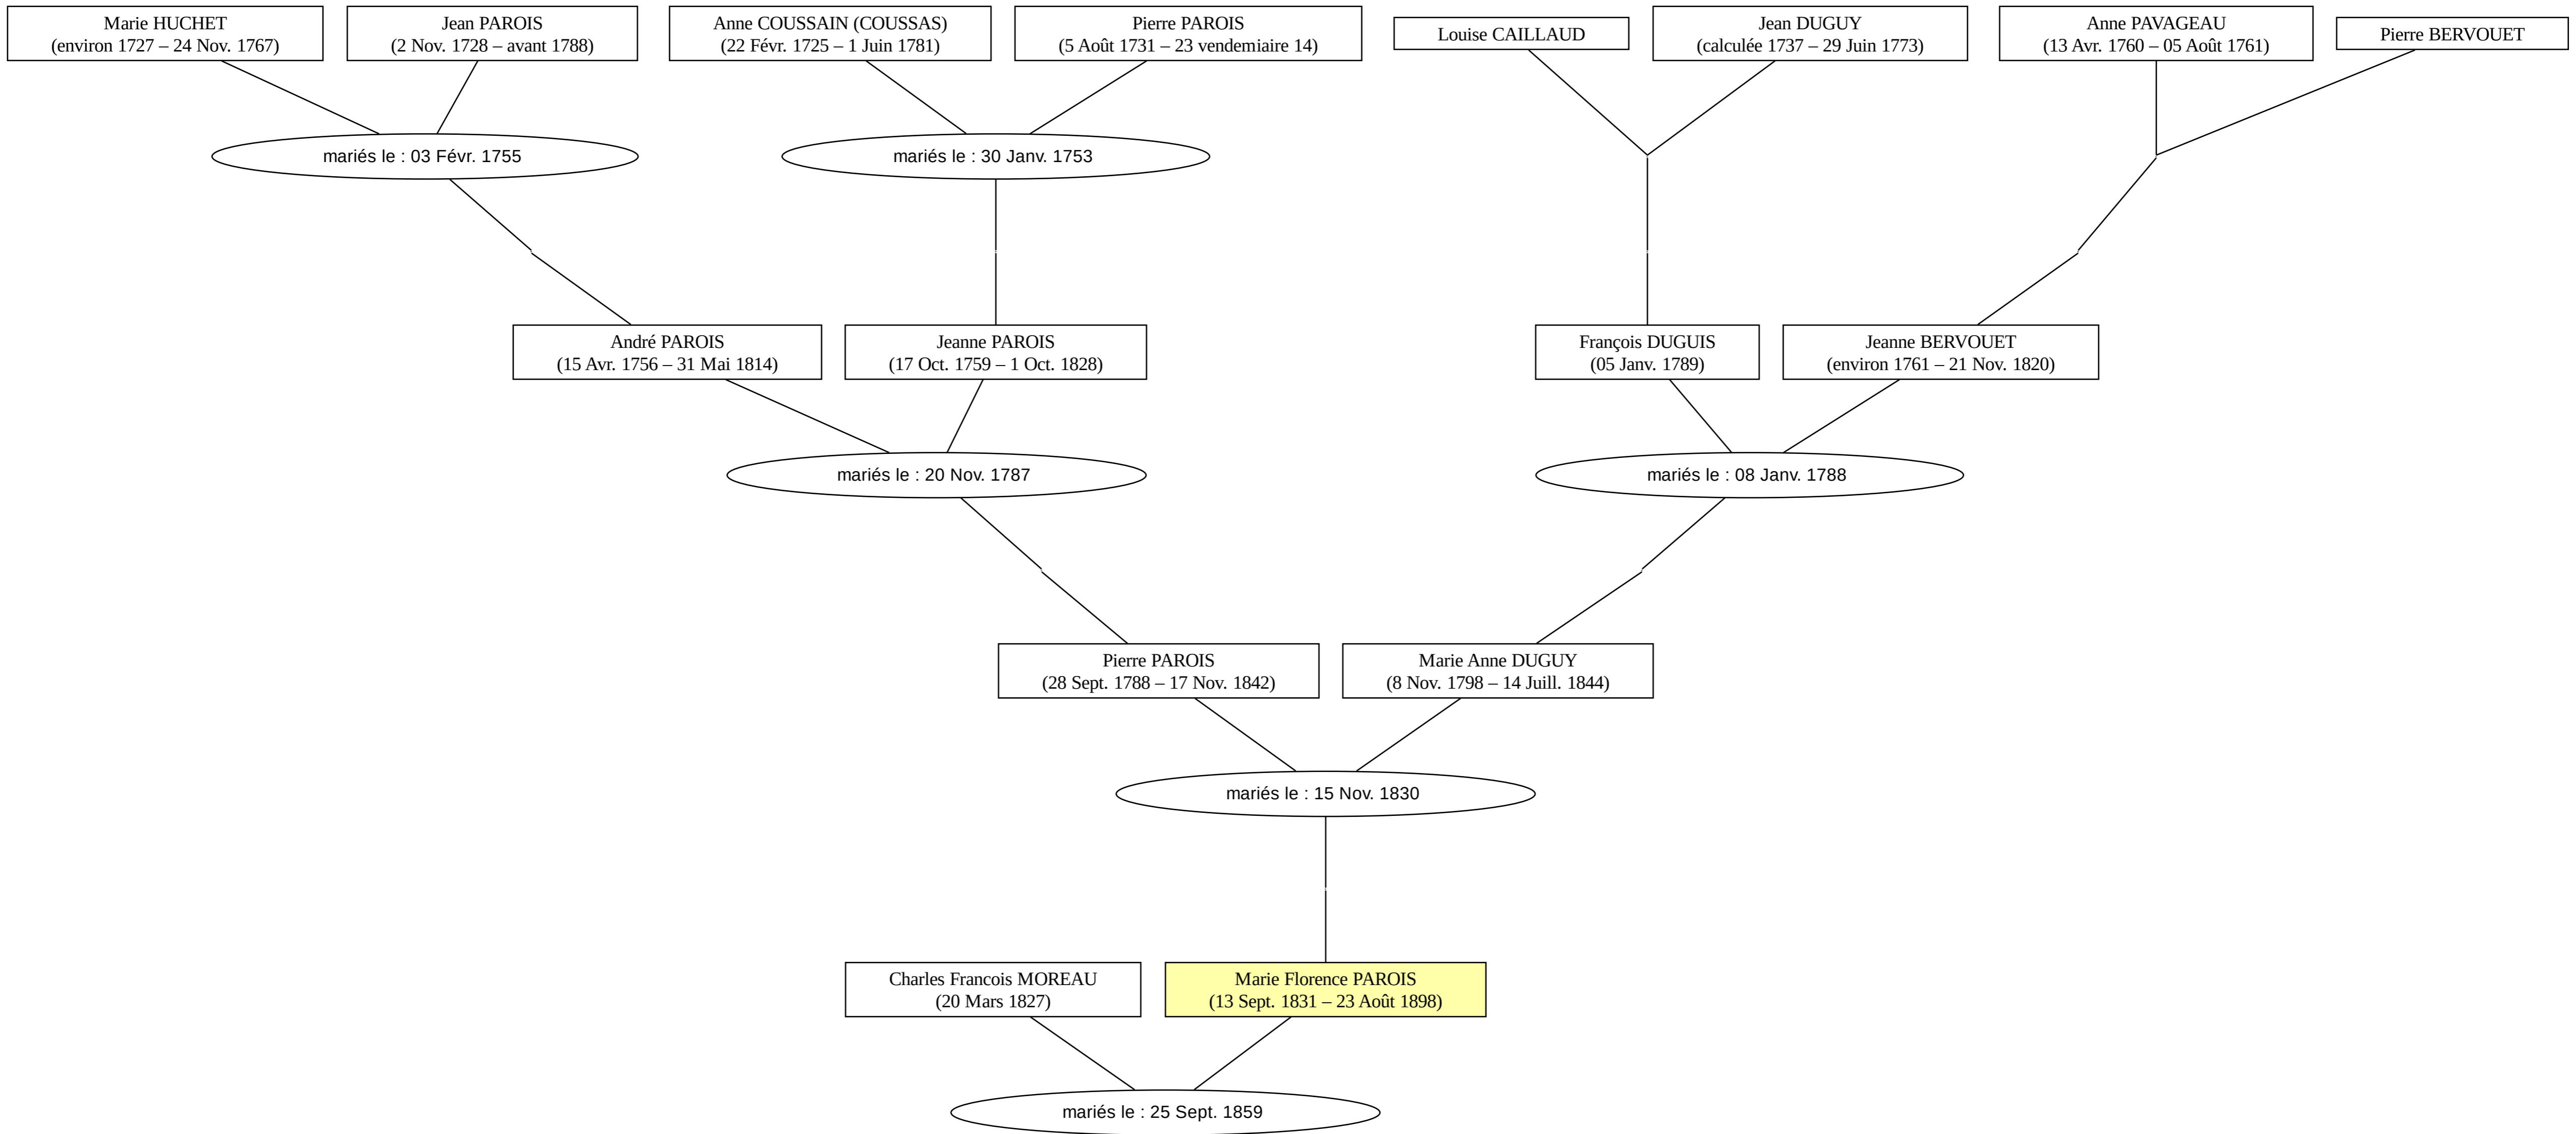 Marie HUCHET
(environ 1727 – 24 Nov. 1767)
Jean PAROIS
(2 Nov. 1728 – avant 1788)
Anne COUSSAIN (COUSSAS)
(22 Févr. 1725 – 1 Juin 1781)
Pierre PAROIS
(5 Août 1731 – 23 vendemiaire 14)
Louise CAILLAUD
Jean DUGUY
(calculée 1737 – 29 Juin 1773)
Anne PAVAGEAU
(13 Avr. 1760 – 05 Août 1761)
Pierre BERVOUET
mariés le : 03 Févr. 1755
mariés le : 30 Janv. 1753
André PAROIS
(15 Avr. 1756 – 31 Mai 1814)
Jeanne PAROIS
(17 Oct. 1759 – 1 Oct. 1828)
François DUGUIS
(05 Janv. 1789)
Jeanne BERVOUET
(environ 1761 – 21 Nov. 1820)
mariés le : 20 Nov. 1787
mariés le : 08 Janv. 1788
Pierre PAROIS
(28 Sept. 1788 – 17 Nov. 1842)
Marie Anne DUGUY
(8 Nov. 1798 – 14 Juill. 1844)
mariés le : 15 Nov. 1830
Charles Francois MOREAU
(20 Mars 1827)
Marie Florence PAROIS
(13 Sept. 1831 – 23 Août 1898)
mariés le : 25 Sept. 1859